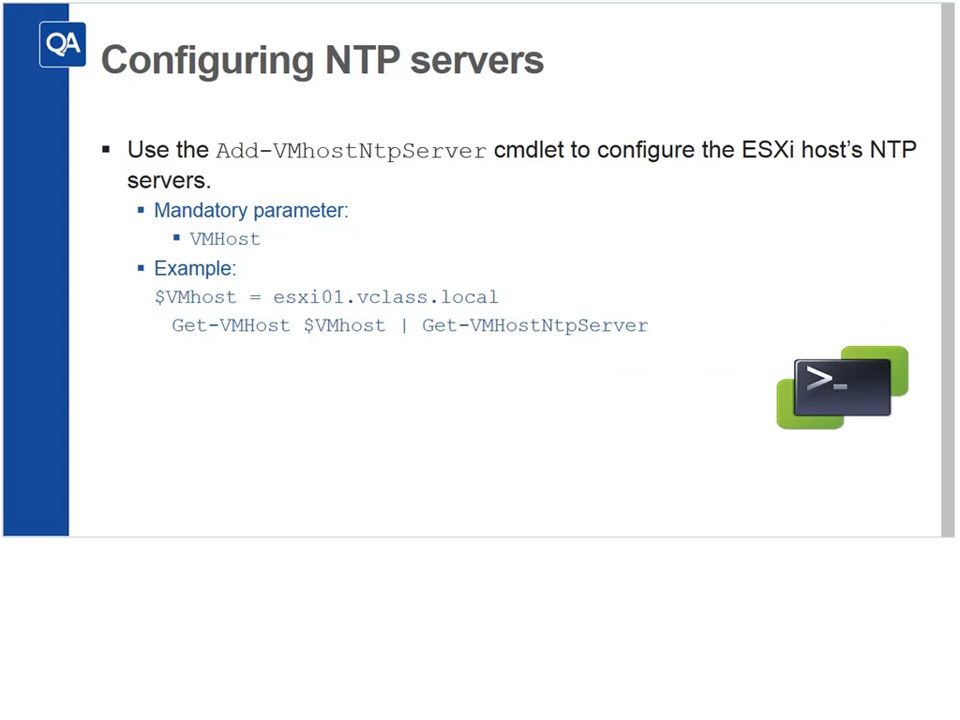 QA
Configuring NTP servers
▪ Use the Add-VMhostNtpServer cmdlet to configure the ESXi host's NTP
servers.
▪ Mandatory parameter:
▪ VMHost
▪ Example:
$VMhost = esxi01.vclass.local
Get-VMHost $VMhost | Get-VMHostNtpServer
>_